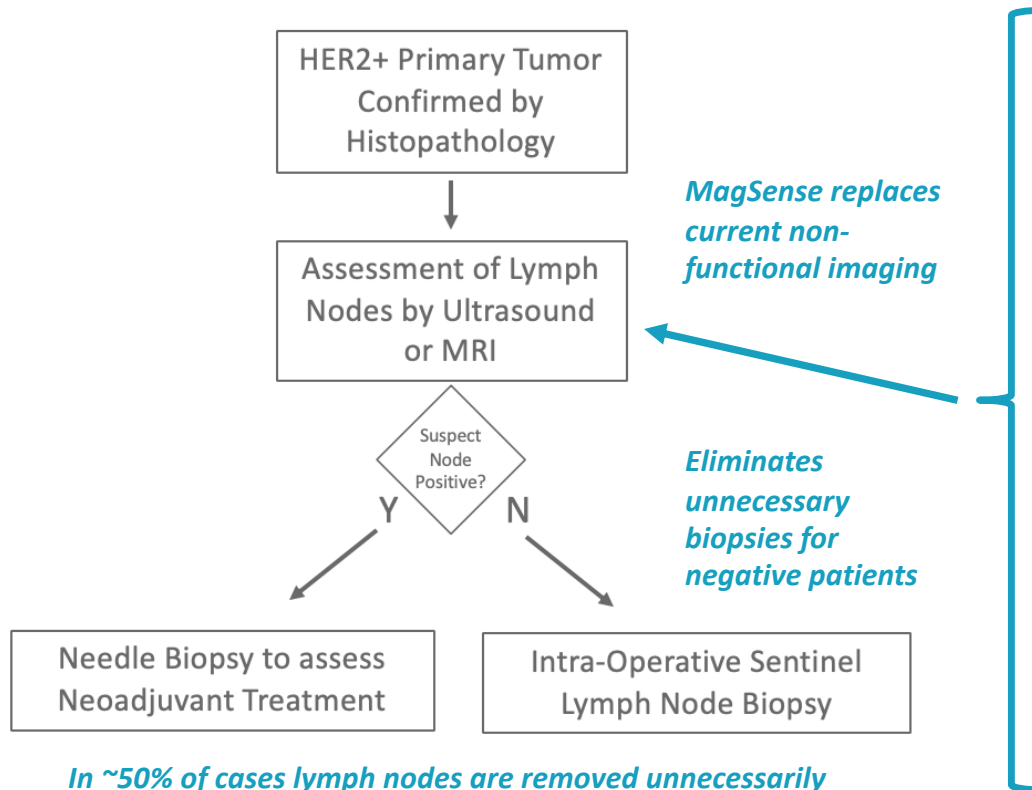 HER2+ Primary Tumor
Confirmed by
Histopathology
MagSense replaces
current non-
functional imaging
Assessment of Lymph
Nodes by Ultrasound
or MRI
Suspect
Node
Positive?
Y
N
Eliminates
unnecessary
biopsies for
negative patients
Needle Biopsy to assess
Neoadjuvant Treatment
Intra-Operative Sentinel
Lymph Node Biopsy
In ~50% of cases lymph nodes are removed unnecessarily